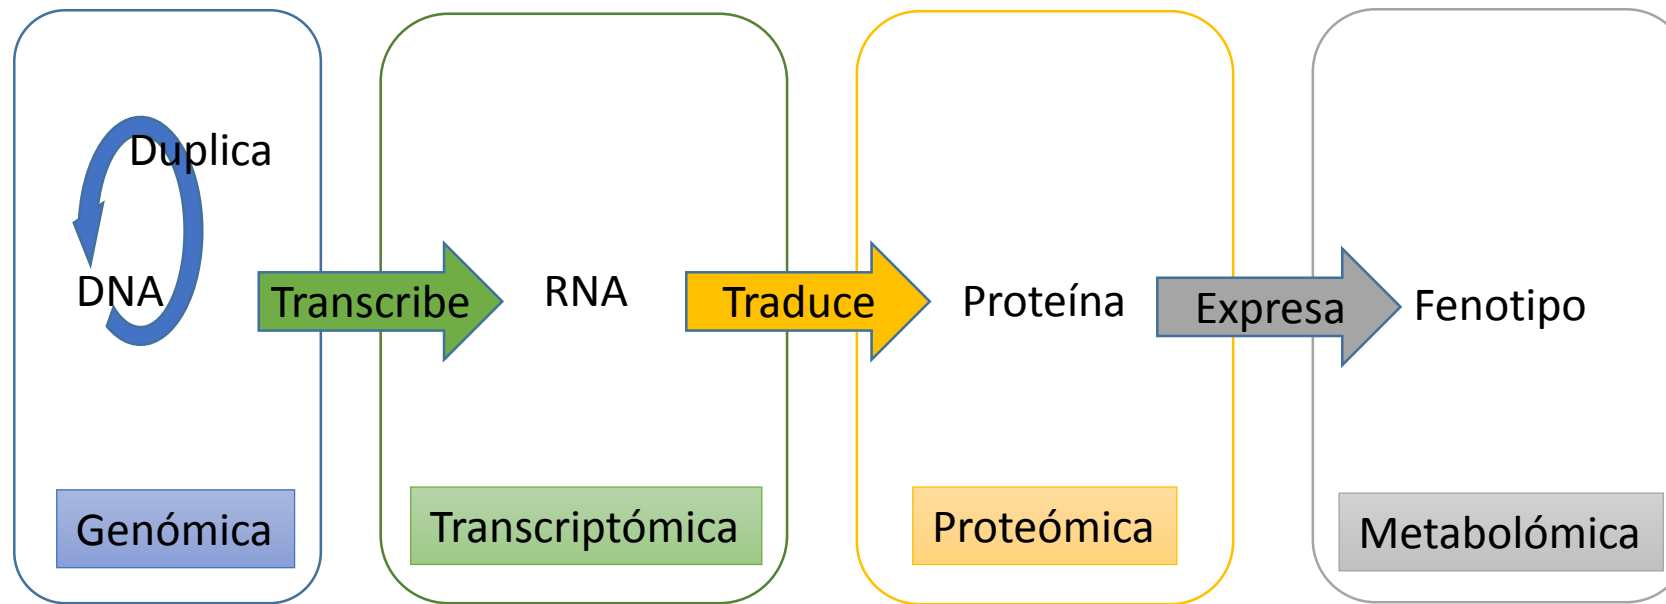 Duplica
DNA
Transcribe
RNA
Traduce
Proteína
Expresa
Fenotipo
Genómica
Transcriptómica
Proteómica
Metabolómica